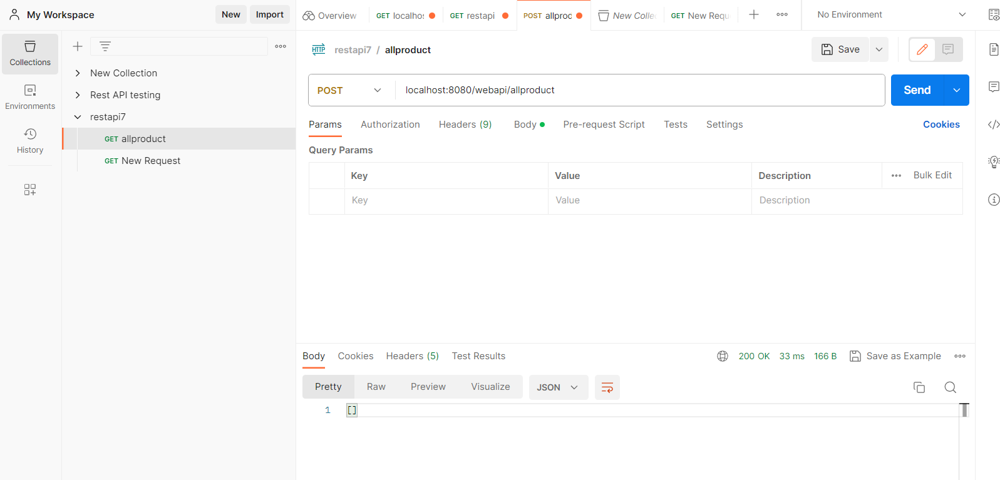 My Workspace
New
Import
Overview
GET localhos
GET restapi
POST allproc
New Colle
GET New Requ
No Environment
Collections
Environments
History
New Collection
Rest API testing
restapi7
GET allproduct
GET New Request
HTTP restapi7 / allproduct
Save
POST
localhost:8080/webapi/allproduct
Send
Params Authorization Headers (9) Body Pre-request Script Tests Settings
Cookies
Query Params
Key Value Description Bulk Edit
Key Value Description
Body Cookies Headers (5) Test Results
200 OK 33 ms 166 B Save as Example
Pretty Raw Preview Visualize JSON
1 []